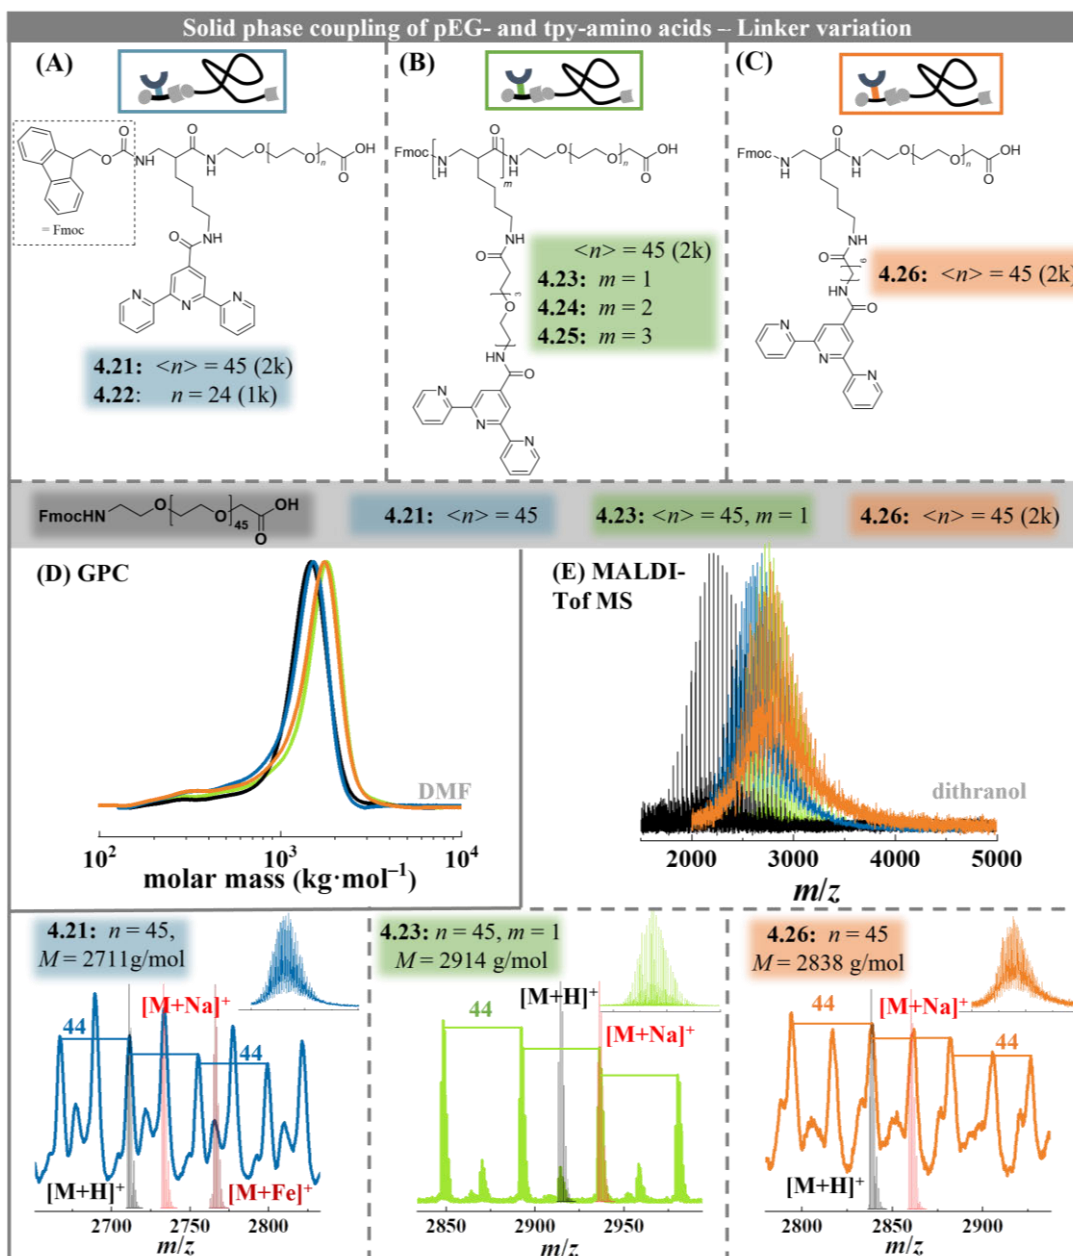 Solid phase coupling of pEG- and tpy-amino acids – Linker variation
(A)
O
O
N
H
O
N
H
O
O
n
OH
O
= Fmoc
O
NH
N
N
N
4.21: <n> = 45 (2k)
4.22: n = 24 (1k)
(B)
Fmoc
N
H
O
m
N
H
O
O
n
OH
O
NH
O
3
O
NH
O
N
N
N
<n> = 45 (2k)
4.23: m = 1
4.24: m = 2
4.25: m = 3
(C)
Fmoc
N
H
O
N
H
O
O
n
OH
O
NH
O
6
NH
O
N
N
N
4.26: <n> = 45 (2k)
FmocHN
O
O
45
OH
O
4.21: <n> = 45
4.23: <n> = 45, m = 1
4.26: <n> = 45 (2k)
(D) GPC
DMF
10² 10³ 10⁴
molar mass (kg·mol⁻¹)
(E) MALDI-
Tof MS
dithranol
2000 3000 4000 5000
m/z
4.21: n = 45,
M = 2711g/mol
[M+Na]⁺
44
44
[M+H]⁺
[M+Fe]⁺
2700 2750 2800
m/z
4.23: n = 45, m = 1
M = 2914 g/mol
[M+H]⁺
44
[M+Na]⁺
2850 2900 2950
m/z
4.26: n = 45
M = 2838 g/mol
44
[M+Na]⁺
44
[M+H]⁺
2800 2850 2900
m/z